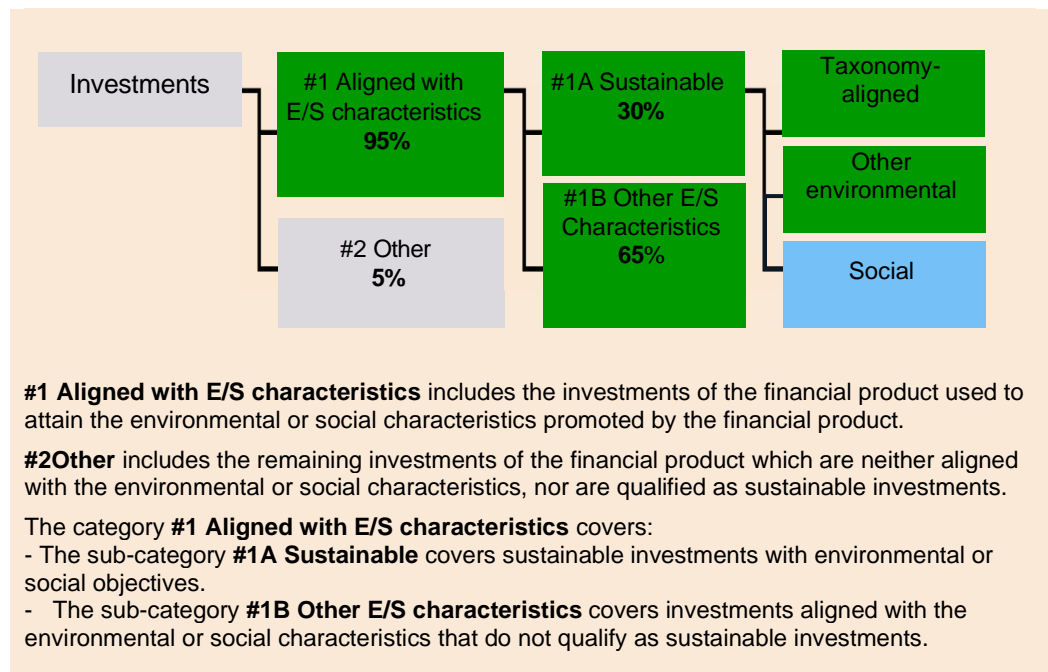 Investments
#1 Aligned with
E/S characteristics
95%
#2 Other
5%
#1A Sustainable
30%
#1B Other E/S
Characteristics
65%
Taxonomy-
aligned
Other
environmental
Social
#1 Aligned with E/S characteristics includes the investments of the financial product used to
attain the environmental or social characteristics promoted by the financial product.
#2Other includes the remaining investments of the financial product which are neither aligned
with the environmental or social characteristics, nor are qualified as sustainable investments.
The category #1 Aligned with E/S characteristics covers:
- The sub-category #1A Sustainable covers sustainable investments with environmental or
social objectives.
- The sub-category #1B Other E/S characteristics covers investments aligned with the
environmental or social characteristics that do not qualify as sustainable investments.